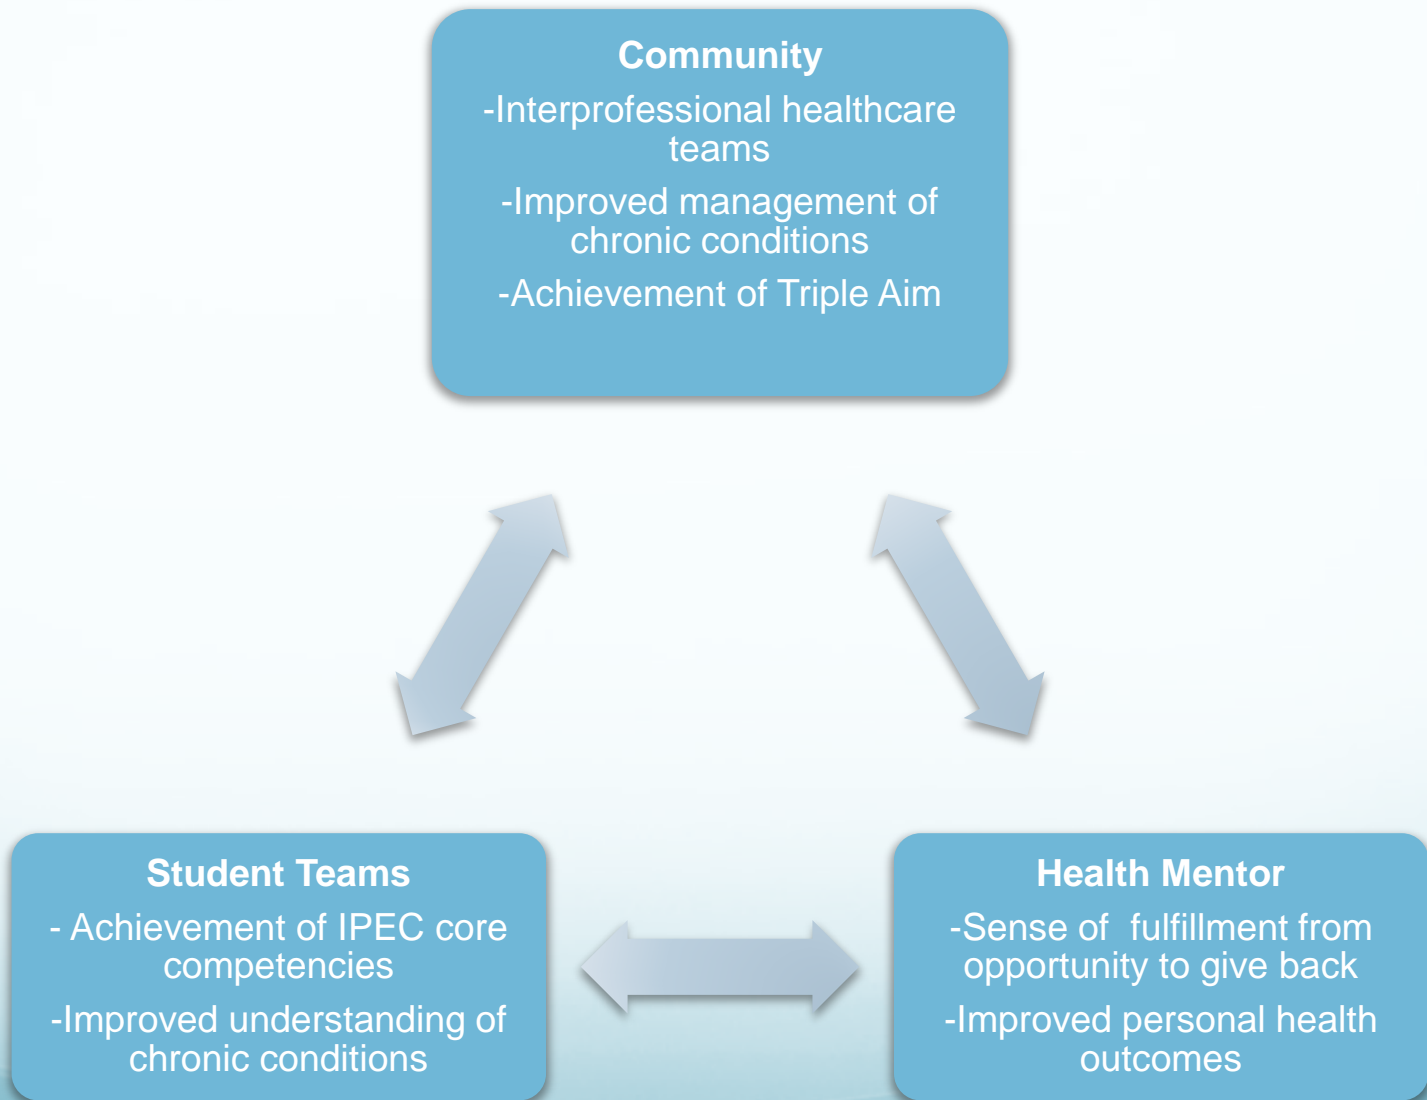 Community
-Interprofessional healthcare
teams
-Improved management of
chronic conditions
-Achievement of Triple Aim
Student Teams
- Achievement of IPEC core
competencies
-Improved understanding of
chronic conditions
Health Mentor
-Sense of  fulfillment from
opportunity to give back
-Improved personal health
outcomes